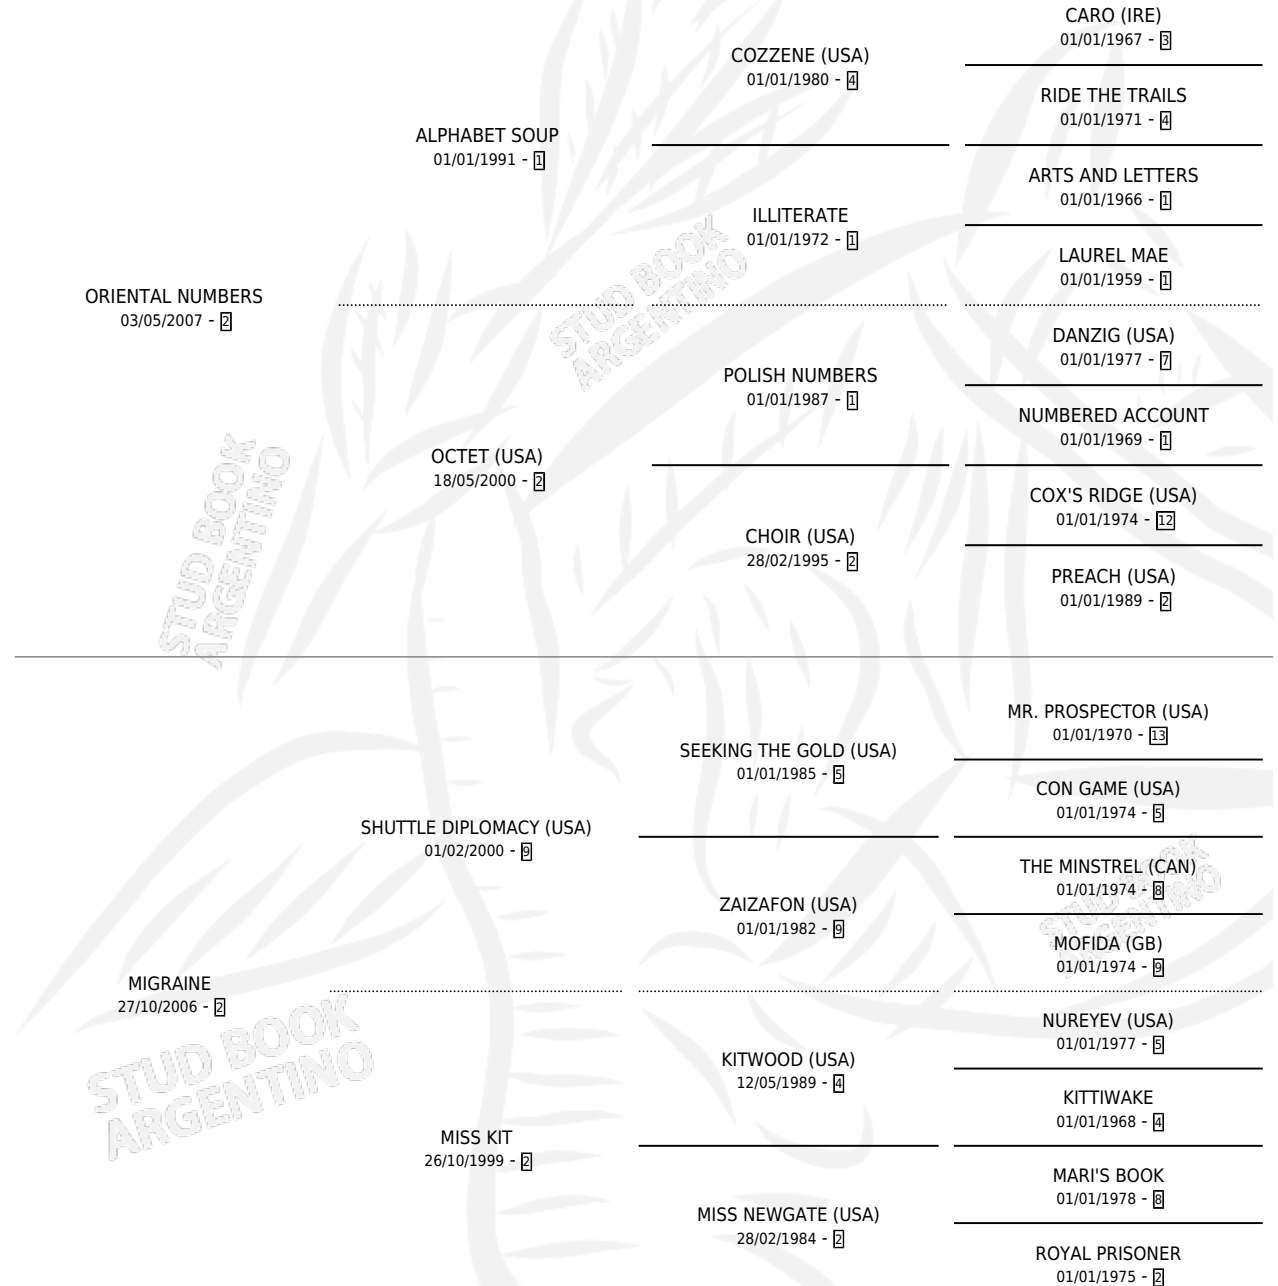 CARO (IRE)
01/01/1967 - 3
COZZENE (USA)
01/01/1980 - 4
RIDE THE TRAILS
01/01/1971 - 4
ALPHABET SOUP
01/01/1991 - 1
ARTS AND LETTERS
01/01/1966 - 1
ILLITERATE
01/01/1972 - 1
LAUREL MAE
01/01/1959 - 1
ORIENTAL NUMBERS
03/05/2007 - 2
DANZIG (USA)
01/01/1977 - 7
POLISH NUMBERS
01/01/1987 - 1
NUMBERED ACCOUNT
01/01/1969 - 1
OCTET (USA)
18/05/2000 - 2
COX'S RIDGE (USA)
01/01/1974 - 12
CHOIR (USA)
28/02/1995 - 2
PREACH (USA)
01/01/1989 - 2
STUD BOOK
ARGENTINO
STUD BOOK
ARGENTINO
MR. PROSPECTOR (USA)
01/01/1970 - 13
SEEKING THE GOLD (USA)
01/01/1985 - 5
CON GAME (USA)
01/01/1974 - 5
SHUTTLE DIPLOMACY (USA)
01/02/2000 - 9
THE MINSTREL (CAN)
01/01/1974 - 8
ZAIZAFON (USA)
01/01/1982 - 9
MOFIDA (GB)
01/01/1974 - 9
MIGRAINE
27/10/2006 - 2
NUREYEV (USA)
01/01/1977 - 5
KITWOOD (USA)
12/05/1989 - 4
KITTIWAKE
01/01/1968 - 4
MISS KIT
26/10/1999 - 2
MARI'S BOOK
01/01/1978 - 8
MISS NEWGATE (USA)
28/02/1984 - 2
ROYAL PRISONER
01/01/1975 - 2
STUD BOOK
ARGENTINO
STUD BOOK
ARGENTINO